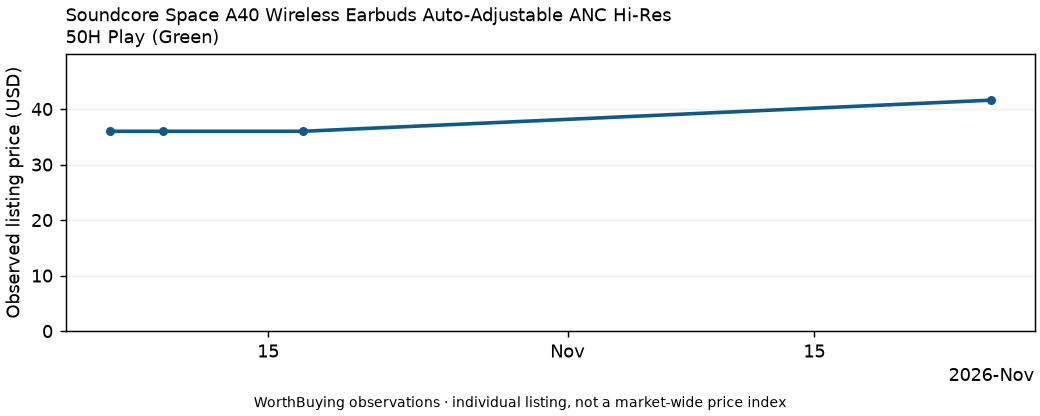 Soundcore Space A40 Wireless Earbuds Auto-Adjustable ANC Hi-Res
50H Play (Green)
Observed listing price (USD)
40
30
20
10
0
15
Nov
15
2026-Nov
WorthBuying observations · individual listing, not a market-wide price index